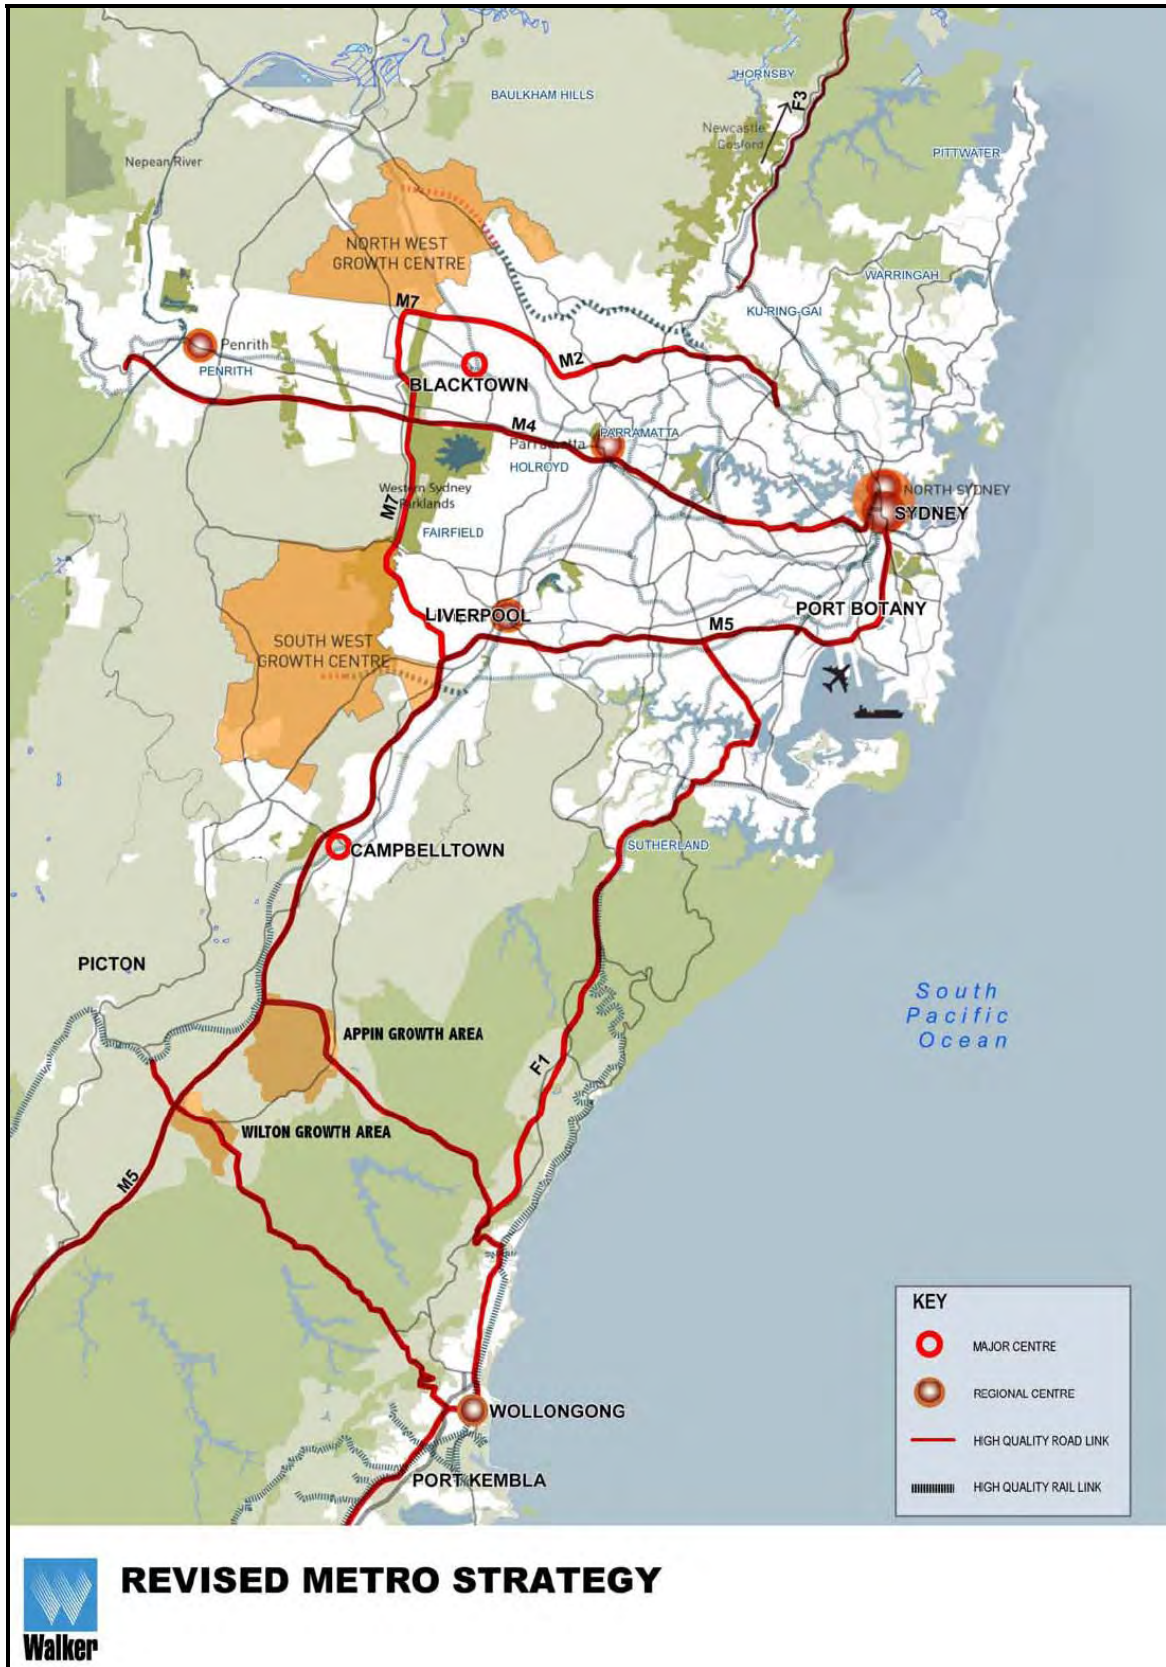 HORNSBY
BAULKHAM HILLS
F3
Newcastle
Gosford
PITTWATER
Nepean River
NORTH WEST
GROWTH CENTRE
WARRINGAH
M7
KU-RING-GAI
Penrith
PENRITH
M2
BLACKTOWN
M4
PARRAMATTA
Parramatta
HOLROYD
Western Sydney
Parklands
M7
NORTH SYDNEY
SYDNEY
FAIRFIELD
LIVERPOOL
PORT BOTANY
M5
SOUTH WEST
GROWTH CENTRE
SUTHERLAND
CAMPBELLTOWN
PICTON
South
Pacific
Ocean
APPIN GROWTH AREA
F1
WILTON GROWTH AREA
M5
KEY
MAJOR CENTRE
REGIONAL CENTRE
HIGH QUALITY ROAD LINK
HIGH QUALITY RAIL LINK
WOLLONGONG
PORT KEMBLA
REVISED METRO STRATEGY
Walker